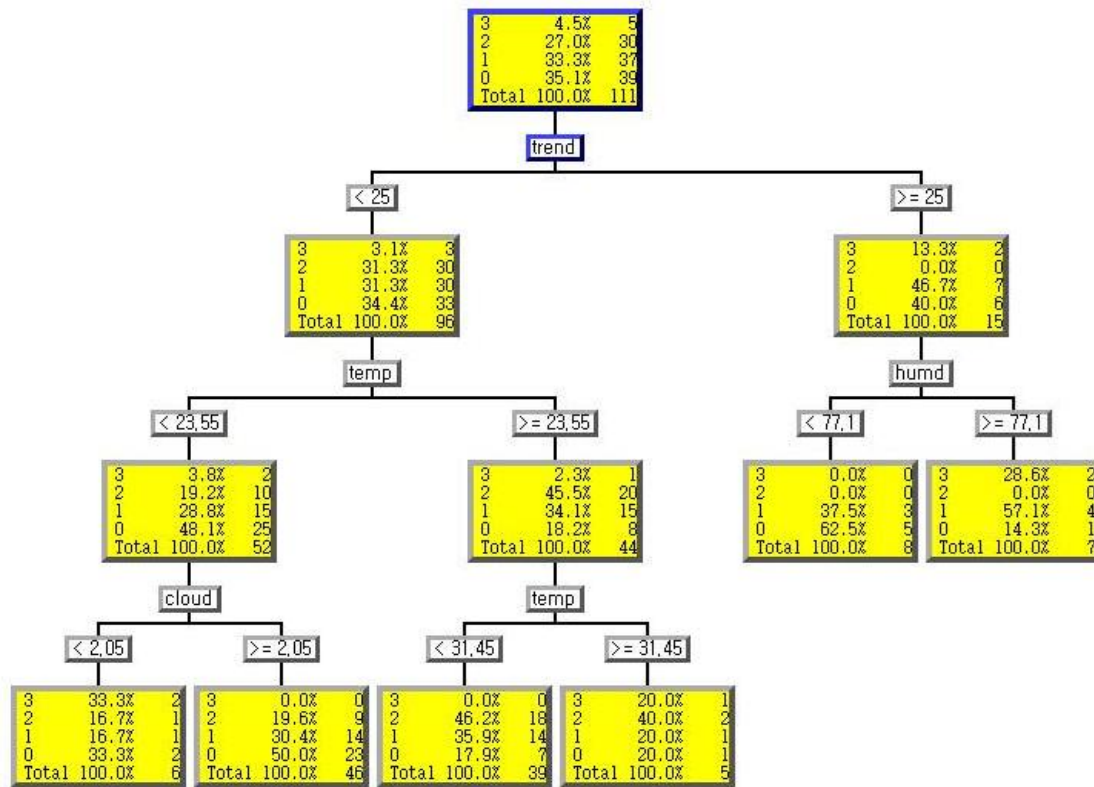 3 4.5% 5
2 27.0% 30
1 33.3% 37
0 35.1% 39
Total 100.0% 111
trend
< 25
>= 25
3 3.1% 3
2 31.3% 30
1 31.3% 30
0 34.4% 33
Total 100.0% 96
3 13.3% 2
2 0.0% 0
1 46.7% 7
0 40.0% 6
Total 100.0% 15
temp
humd
< 23,55
>= 23,55
< 77,1
>= 77,1
3 3.8% 2
2 19.2% 10
1 28.8% 15
0 48.1% 25
Total 100.0% 52
3 2.3% 1
2 45.5% 20
1 34.1% 15
0 18.2% 8
Total 100.0% 44
3 0.0% 0
2 0.0% 0
1 37.5% 3
0 62.5% 5
Total 100.0% 8
3 28.6% 2
2 0.0% 0
1 57.1% 4
0 14.3% 1
Total 100.0% 7
cloud
temp
< 2,05
>= 2,05
< 31,45
>= 31,45
3 33.3% 2
2 16.7% 1
1 16.7% 1
0 33.3% 2
Total 100.0% 6
3 0.0% 0
2 19.6% 9
1 30.4% 14
0 50.0% 23
Total 100.0% 46
3 0.0% 0
2 46.2% 18
1 35.9% 14
0 17.9% 7
Total 100.0% 39
3 20.0% 1
2 40.0% 2
1 20.0% 1
0 20.0% 1
Total 100.0% 5